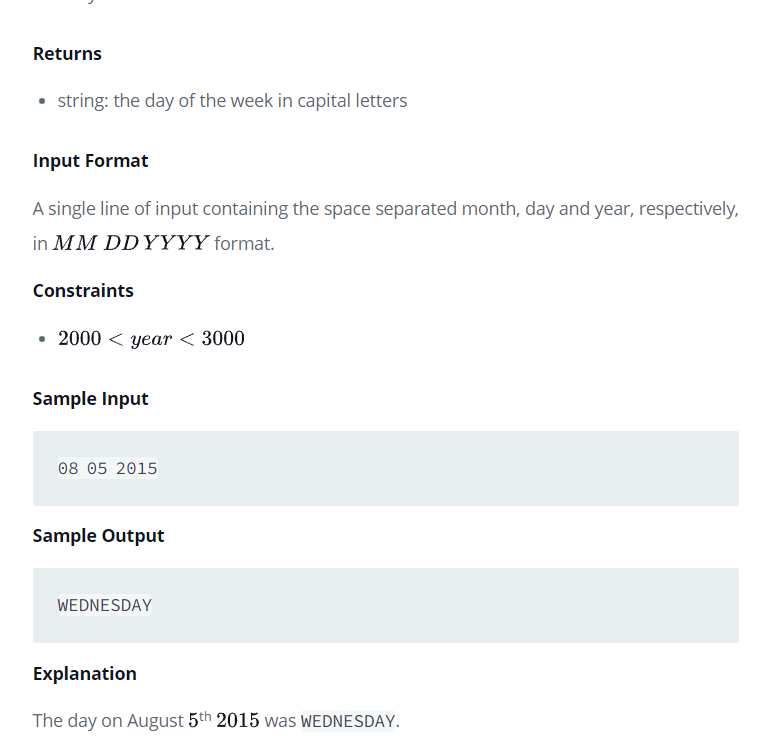 Returns
• string: the day of the week in capital letters
Input Format
A single line of input containing the space separated month, day and year, respectively,
in MM DD YYYY format.
Constraints
• 2000 < year < 3000
Sample Input
08 05 2015
Sample Output
WEDNESDAY
Explanation
The day on August 5th 2015 was WEDNESDAY.